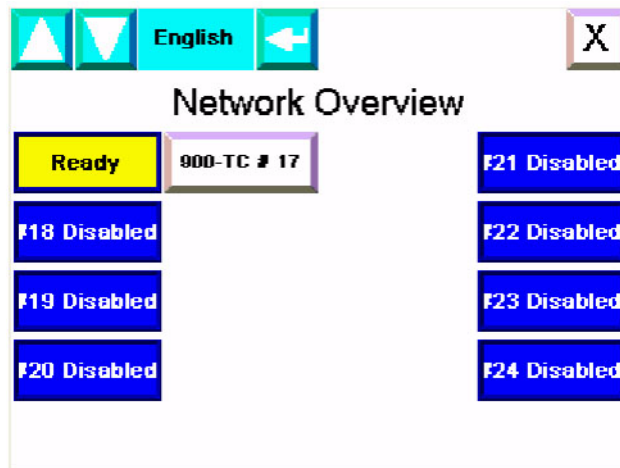 English
X
Network Overview
Ready
900-TC # 17
#21 Disabled
#18 Disabled
#22 Disabled
#19 Disabled
#23 Disabled
#20 Disabled
#24 Disabled